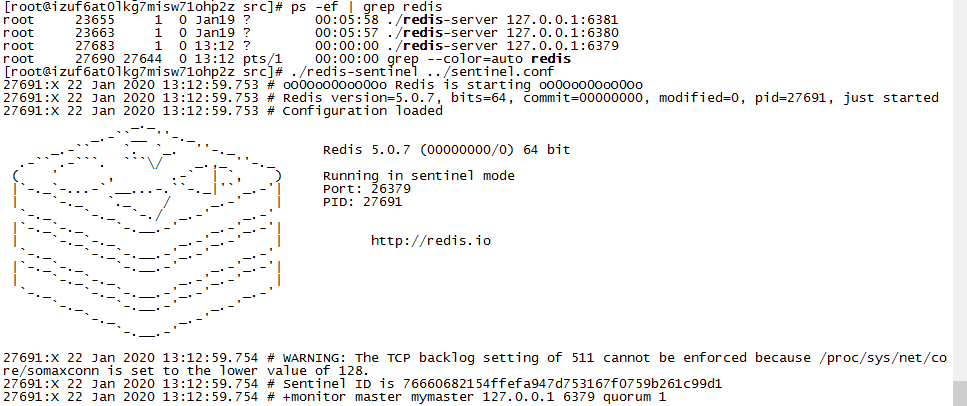 [root@izuf6at0lkg7misw71ohp2z src]# ps -ef | grep redis
root     23655     1  0 Jan19 ?        00:05:58 ./redis-server 127.0.0.1:6381
root     23663     1  0 Jan19 ?        00:05:57 ./redis-server 127.0.0.1:6380
root     27683     1  0 13:12 ?        00:00:00 ./redis-server 127.0.0.1:6379
root     27690 27644  0 13:12 pts/1    00:00:00 grep --color=auto redis
[root@izuf6at0lkg7misw71ohp2z src]# ./redis-sentinel ../sentinel.conf
27691:X 22 Jan 2020 13:12:59.753 # oO0OoO0OoO0Oo Redis is starting oO0OoO0OoO0Oo
27691:X 22 Jan 2020 13:12:59.753 # Redis version=5.0.7, bits=64, commit=00000000, modified=0, pid=27691, just started
27691:X 22 Jan 2020 13:12:59.753 # Configuration loaded
Redis 5.0.7 (00000000/0) 64 bit
Running in sentinel mode
Port: 26379
PID: 27691
http://redis.io
27691:X 22 Jan 2020 13:12:59.754 # WARNING: The TCP backlog setting of 511 cannot be enforced because /proc/sys/net/co
re/somaxconn is set to the lower value of 128.
27691:X 22 Jan 2020 13:12:59.754 # Sentinel ID is 76660682154ffefa947d753167f0759b261c99d1
27691:X 22 Jan 2020 13:12:59.754 # +monitor master mymaster 127.0.0.1 6379 quorum 1